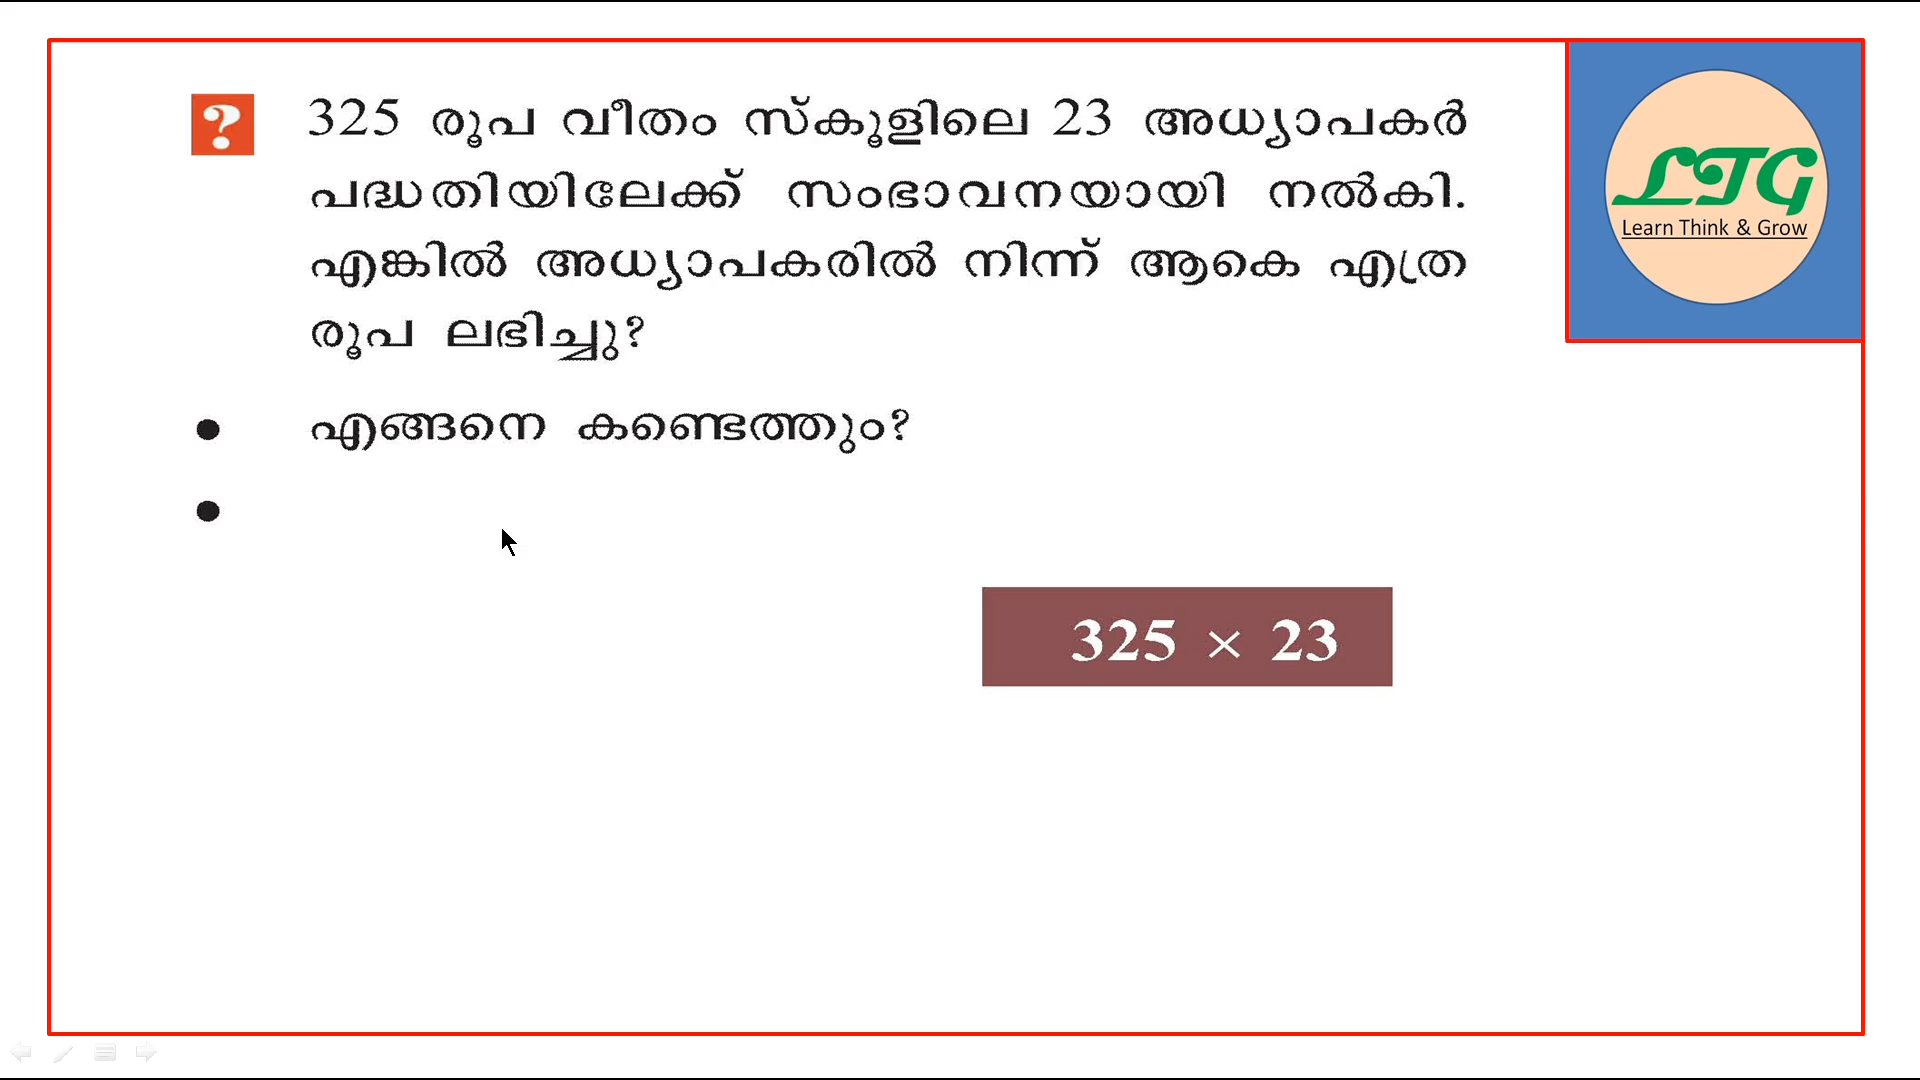 325 രൂപ വീതം സ്കൂളിലെ 23 അധ്യാപകർ
പദ്ധതിയിലേക്ക് സംഭാവനയായി നൽകി.
എങ്കിൽ അധ്യാപകരിൽ നിന്ന് ആകെ എത്ര
രൂപ ലഭിച്ചു?
LTG
Learn Think & Grow
• എങ്ങനെ കണ്ടെത്തും?
•
325 × 23